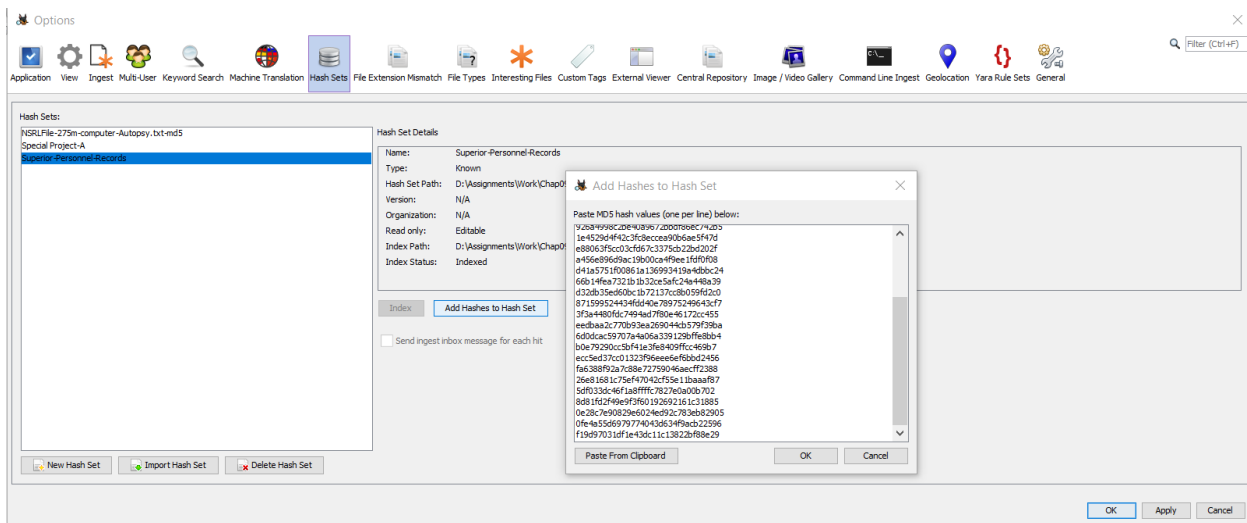 Options
Filter (Ctrl+F)
Application View Ingest Multi-User Keyword Search Machine Translation Hash Sets File Extension Mismatch File Types Interesting Files Custom Tags External Viewer Central Repository Image / Video Gallery Command Line Ingest Geolocation Yara Rule Sets General
Hash Sets:
NSRLFile-275m-computer-Autopsy.txt-md5
Special Project-A
Superior-Personnel-Records
New Hash Set Import Hash Set Delete Hash Set
Hash Set Details
Name: Superior-Personnel-Records
Type: Known
Hash Set Path: D:\Assignments\Work\Chap09
Version: N/A
Organization: N/A
Read only: Editable
Index Path: D:\Assignments\Work\Chap09
Index Status: Indexed
Index Add Hashes to Hash Set
Send ingest inbox message for each hit
Add Hashes to Hash Set
Paste MD5 hash values (one per line) below:
1e4529d4f42c3fc8eccea90b6ae5f47d
e88063f5cc03cfd67c3375cb22bd202f
a456e896d9ac19b00ca4f9ee1fdf0f08
d41a5751f00861a136993419a4dbbc24
66b14fea7321b1b32ce5afc24a448a39
d32db35ed60bc1b72137cc8b059fd2c0
871599524434fdd40e78975249643cf7
3f3a4480fdc7494ad7f80e46172cc455
eedbaa2c770b93ea269044cb579f39ba
6d0dcac59707a4a06a339129bffe8bb4
b0e79290cc5bf41e3fe8409ffcc469b7
ecc5ed37cc01323f96eee6ef6bbd2456
fa6388f92a7c88e72759046aecff2388
26e81681c75ef47042cf55e11baaaf87
5df033dc46f1a8ffffc7827e0a00b702
8d81fd2f49e9f3f60192692161c31885
0e28c7e90829e6024ed92c783eb82905
0fe4a55d6979774043d634f9acb22596
f19d97031df1e43dc11c13822bf88e29
Paste From Clipboard OK Cancel
OK Apply Cancel